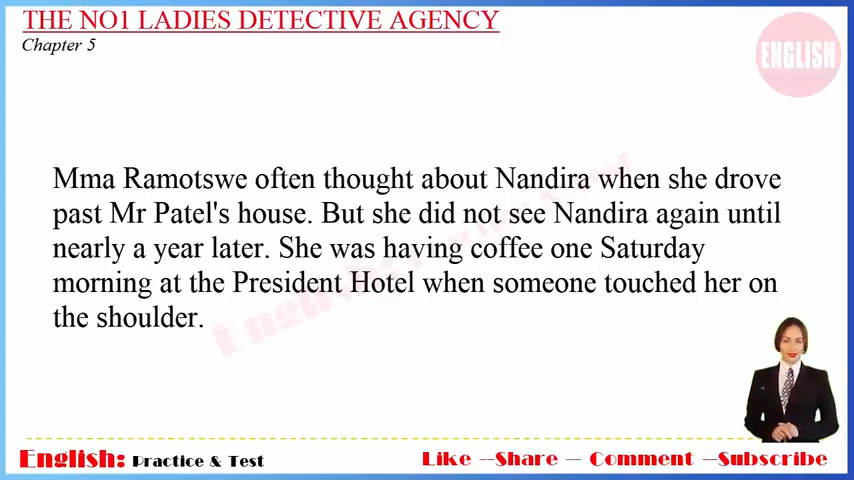 THE NO1 LADIES DETECTIVE AGENCY
Chapter 5
ENGLISH
Mma Ramotswe often thought about Nandira when she drove
past Mr Patel's house. But she did not see Nandira again until
nearly a year later. She was having coffee one Saturday
morning at the President Hotel when someone touched her on
the shoulder.
English: Practice & Test
Like --Share -- Comment --Subscribe